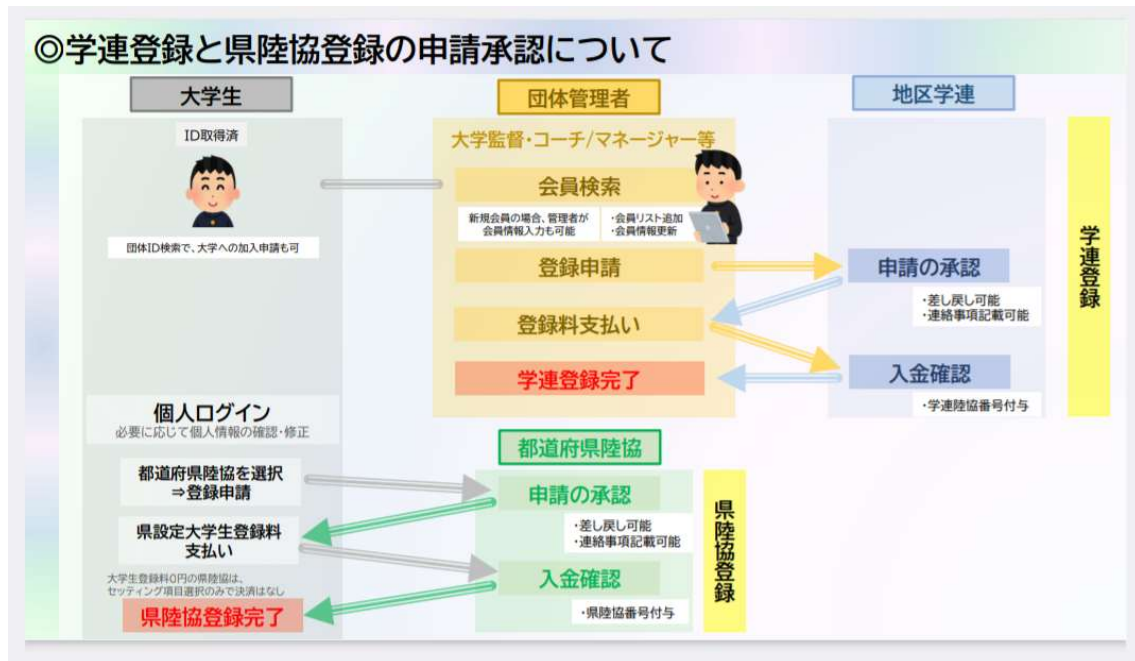 ◎学連登録と県陸協登録の申請承認について
大学生
ID取得済
団体ID検索で、大学への加入申請も可
団体管理者
大学監督・コーチ/マネージャー等
会員検索
新規会員の場合、管理者が
会員情報入力も可能
・会員リスト追加
・会員情報更新
登録申請
登録料支払い
学連登録完了
地区学連
申請の承認
・差し戻し可能
・連絡事項記載可能
入金確認
・学連陸協番号付与
学連登録
個人ログイン
必要に応じて個人情報の確認・修正
都道府県陸協を選択
⇒登録申請
県設定大学生登録料
支払い
大学生登録料0円の県陸協は、
セッティング項目選択のみで決済はなし
県陸協登録完了
都道府県陸協
申請の承認
・差し戻し可能
・連絡事項記載可能
入金確認
・県陸協番号付与
県陸協登録